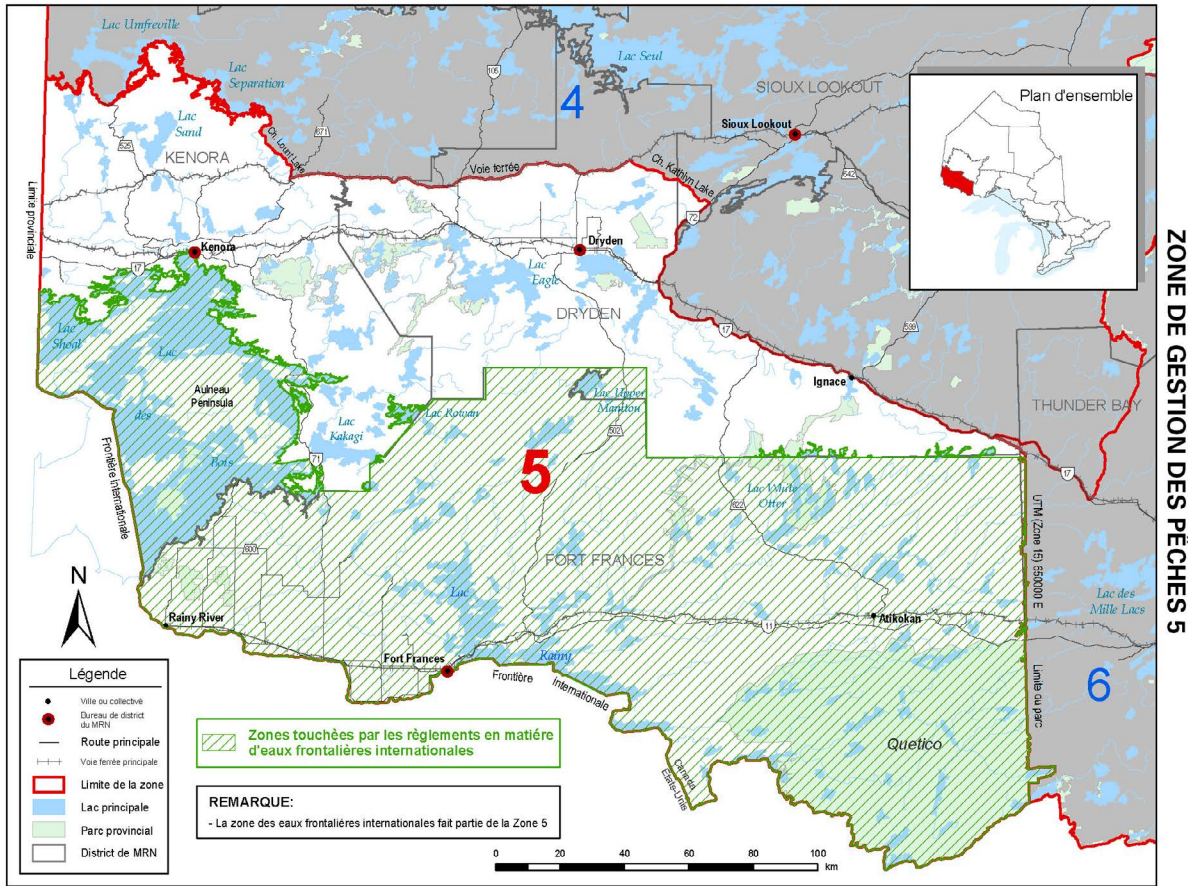 Lac Umfreville
Lac
Separation
Lac
Sand
KENORA
525
671
105
4
Lac Seul
SIOUX LOOKOUT
Sioux Lookout
Plan d'ensemble
Ch. Lount Lake
Voie ferrée
Ch. Kathlyn Lake
642
72
Limite provinciale
Kenora
17
Dryden
Lac
Eagle
DRYDEN
17
599
Ignace
THUNDER BAY
17
Lac
Shoal
Lac
des
Bois
Aulneau
Peninsula
Lac
Kakagi
71
Lac Rowan
Lac Upper
Manitou
502
5
Lac White
Otter
622
FORT FRANCES
Frontière internationale
600
UTM (Zone 15) 650000 E
Lac des
Mille Lacs
N
Rainy River
Lac
Rainy
Fort Frances
11
Atikokan
Frontière
Internationale
Limite du parc
6
Quetico
Canada
État-Unis
ZONE DE GESTION DES PÊCHES 5
Légende
Ville ou collectivé
Bureau de district
du MRN
Route principale
Voie ferrée principale
Limite de la zone
Lac principale
Parc provincial
District de MRN
Zones touchèes par les règlements en matiére
d'eaux frontalières internationales
REMARQUE:
- La zone des eaux frontalières internationales fait partie de la Zone 5
0 20 40 60 80 100
km